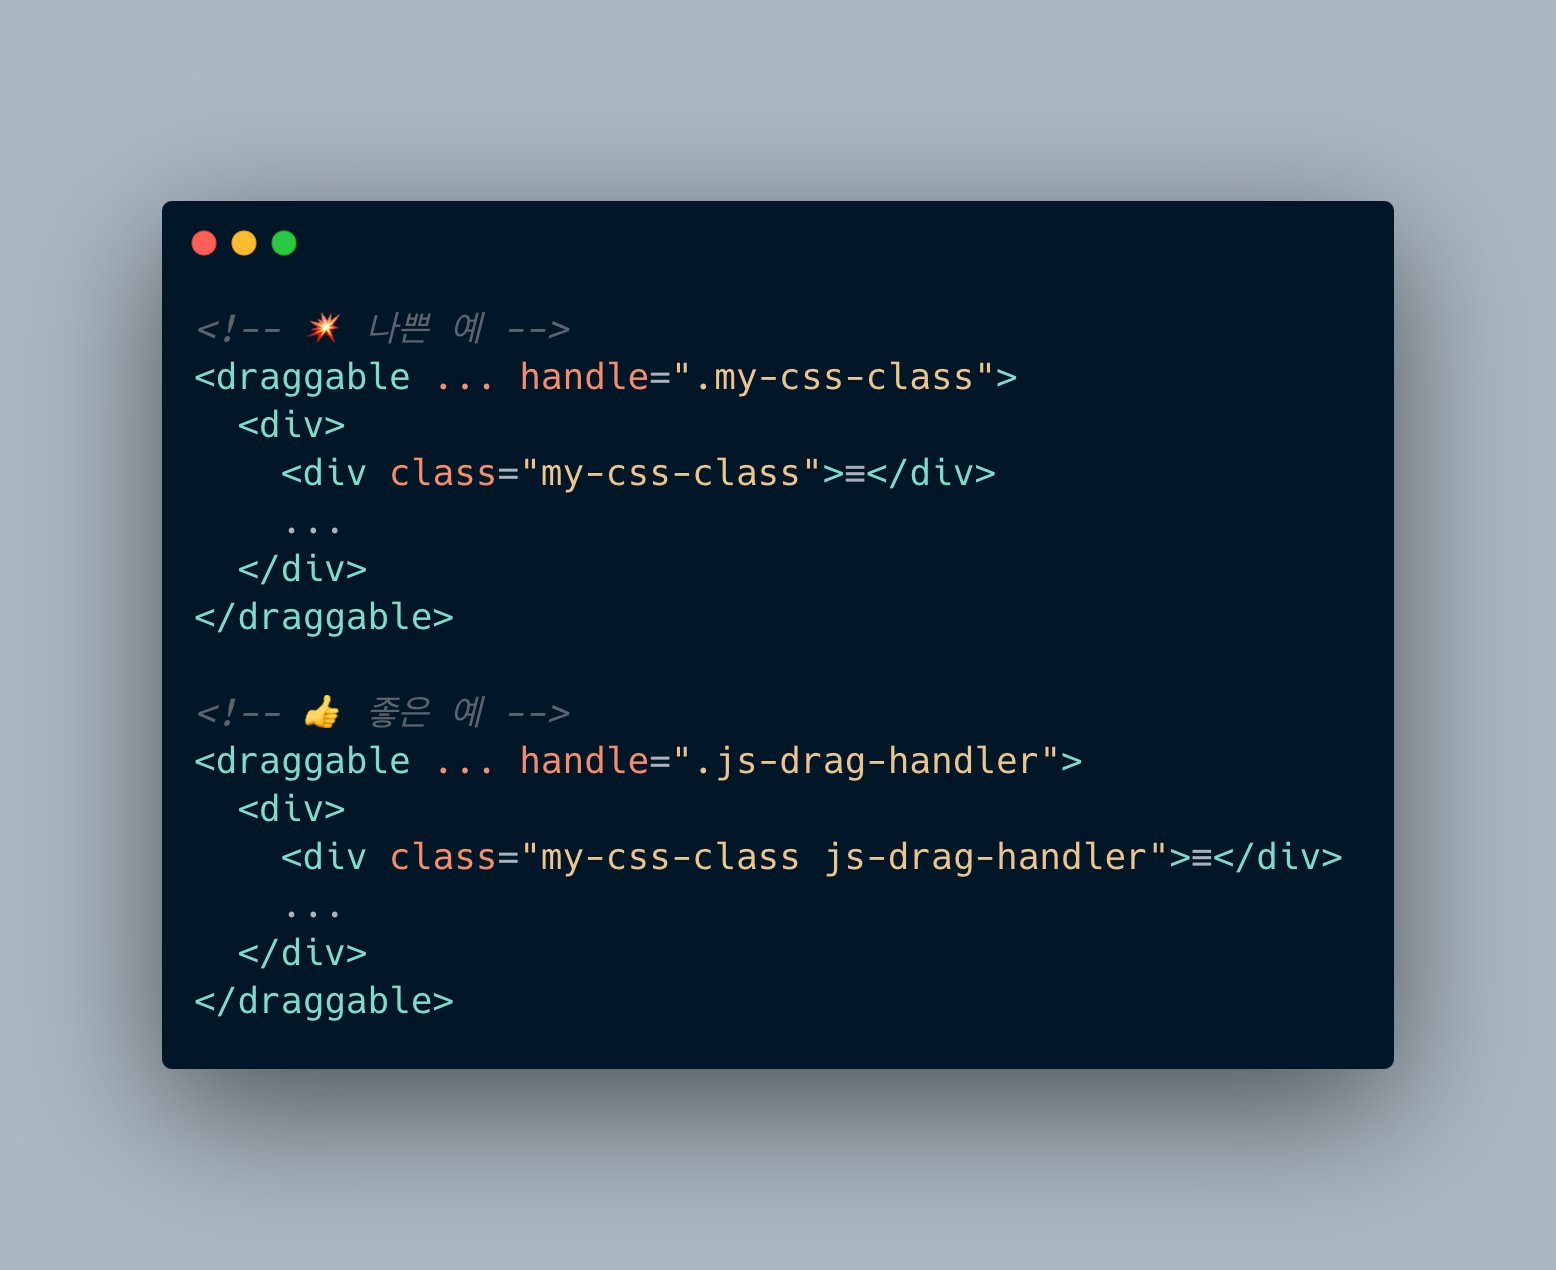 <!-- 💥 나쁜 예 -->
<draggable ... handle=".my-css-class">
  <div>
    <div class="my-css-class">≡</div>
    ...
  </div>
</draggable>

<!-- 👍 좋은 예 -->
<draggable ... handle=".js-drag-handler">
  <div>
    <div class="my-css-class js-drag-handler">≡</div>
    ...
  </div>
</draggable>